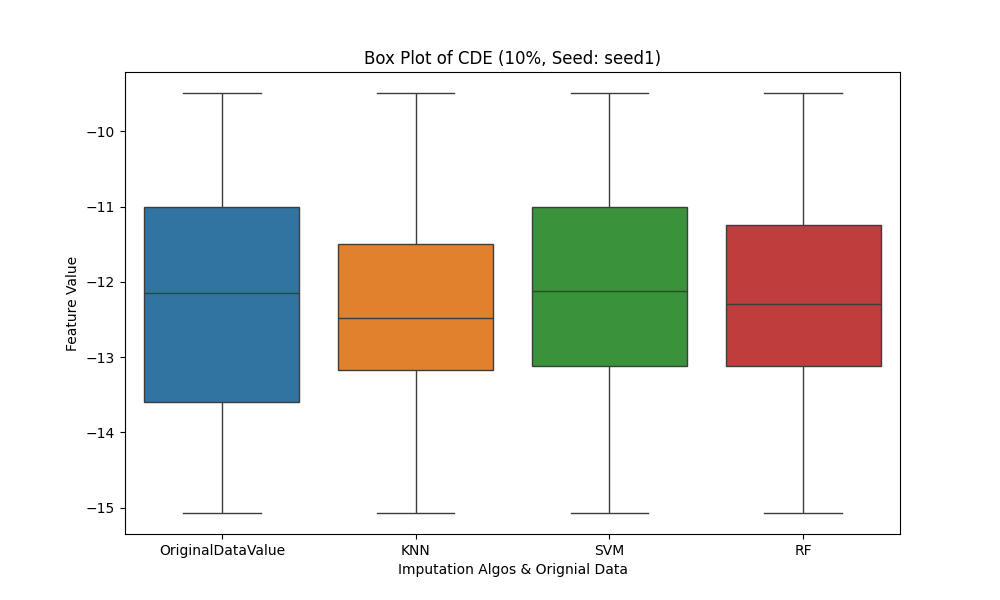 Box Plot of CDE (10%, Seed: seed1)
Feature Value
−10
−11
−12
−13
−14
−15
OriginalDataValue
KNN
SVM
RF
Imputation Algos & Orignial Data